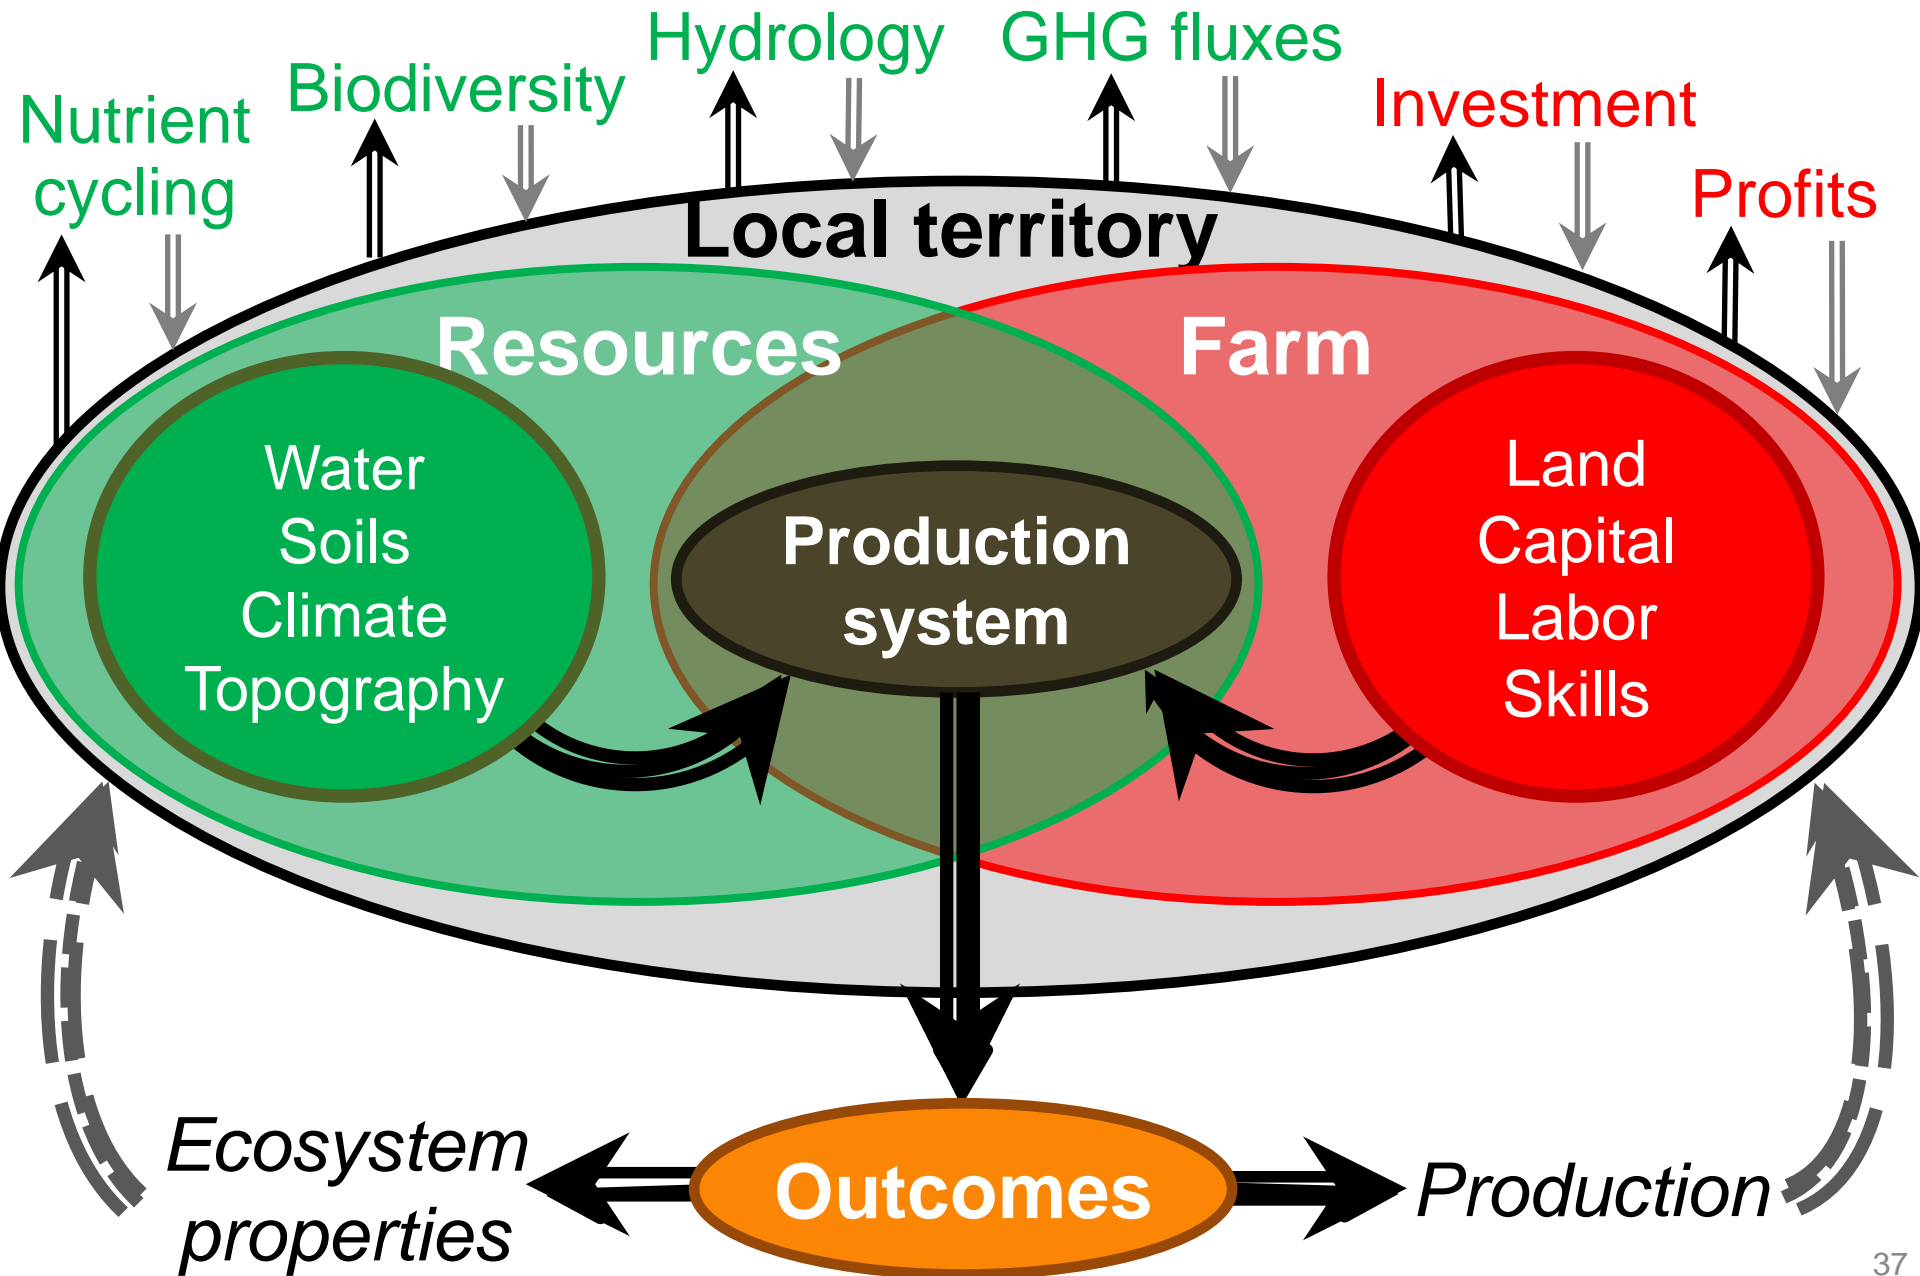 Hydrology
GHG fluxes
Biodiversity
Nutrient
cycling
Investment
Profits
Local territory
Resources
Farm
Water
Soils
Climate
Topography
Production
system
Land
Capital
Labor
Skills
Ecosystem
properties
Outcomes
Production
37